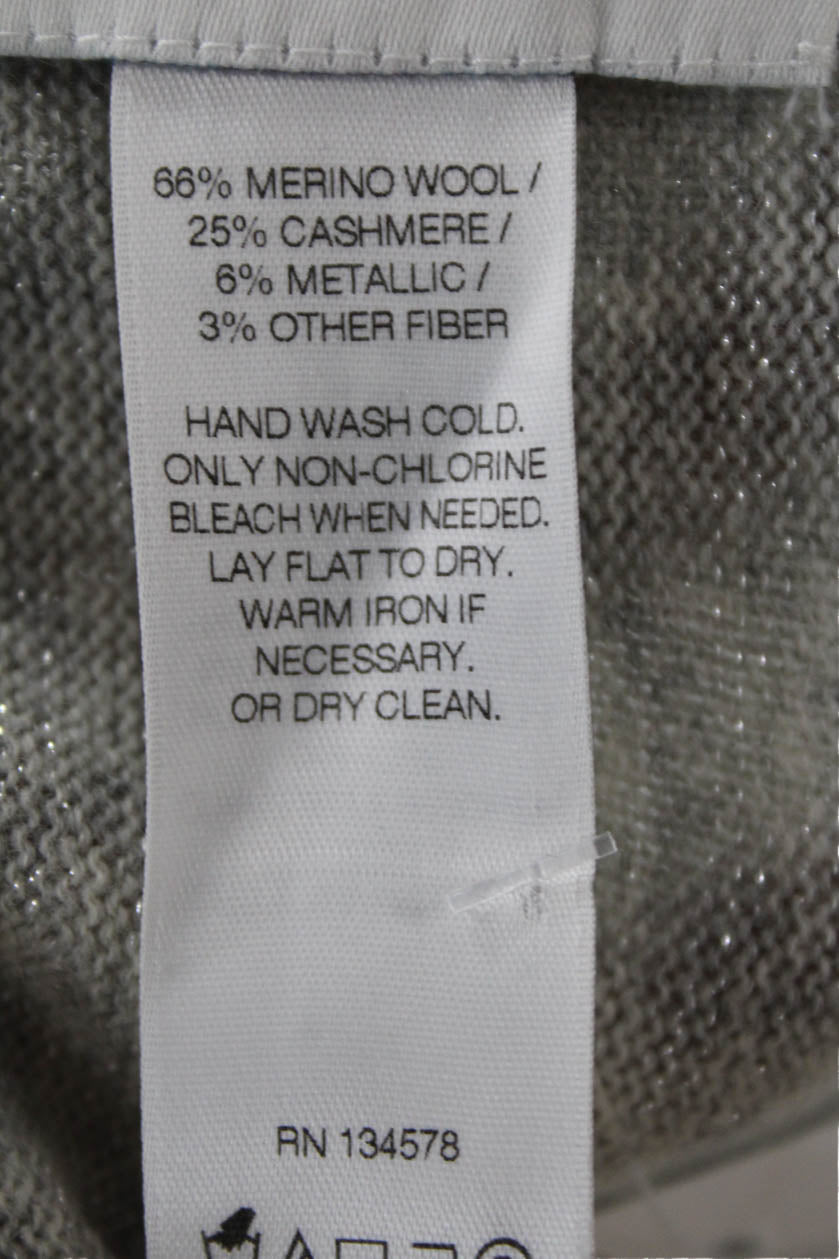 66% MERINO WOOL /
25% CASHMERE /
6% METALLIC /
3% OTHER FIBER
HAND WASH COLD.
ONLY NON-CHLORINE
BLEACH WHEN NEEDED.
LAY FLAT TO DRY.
WARM IRON IF
NECESSARY.
OR DRY CLEAN.
RN 134578